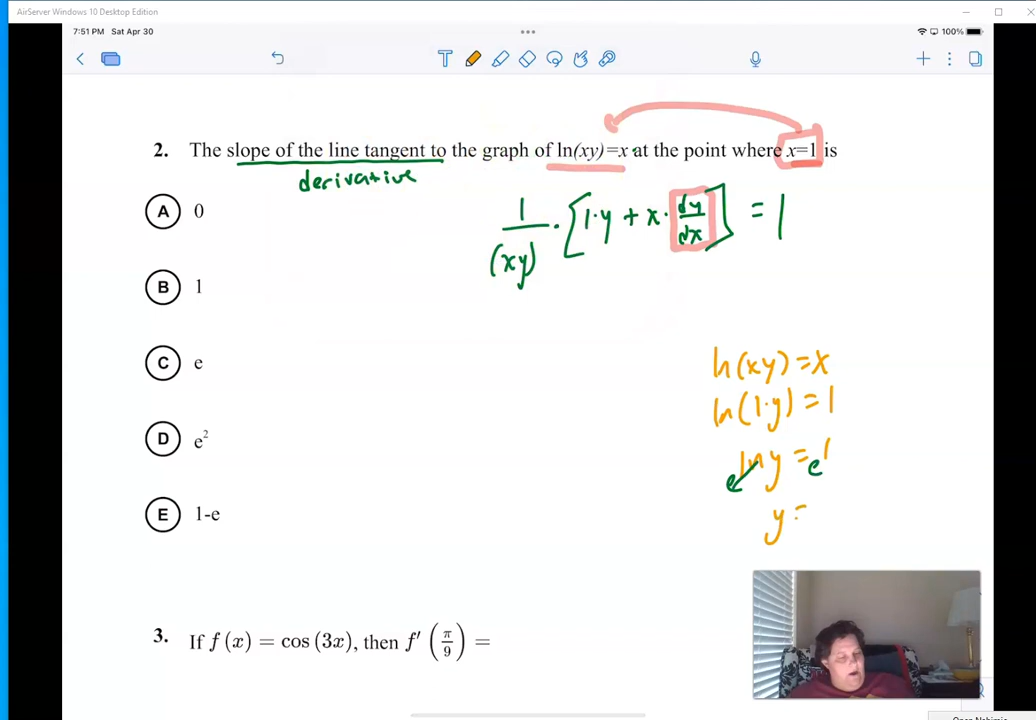 AirServer Windows 10 Desktop Edition
7:51 PM Sat Apr 30
100%
2. The slope of the line tangent to the graph of ln(xy)=x at the point where x=1 is
derivative
1/(xy) · [1·y + x · dy/dx] = 1
A 0
B 1
C e
D e²
E 1-e
ln(xy) = x
ln(1·y) = 1
e^ln y = e^1
y =
3. If f (x) = cos (3x), then f′ (π/9) =